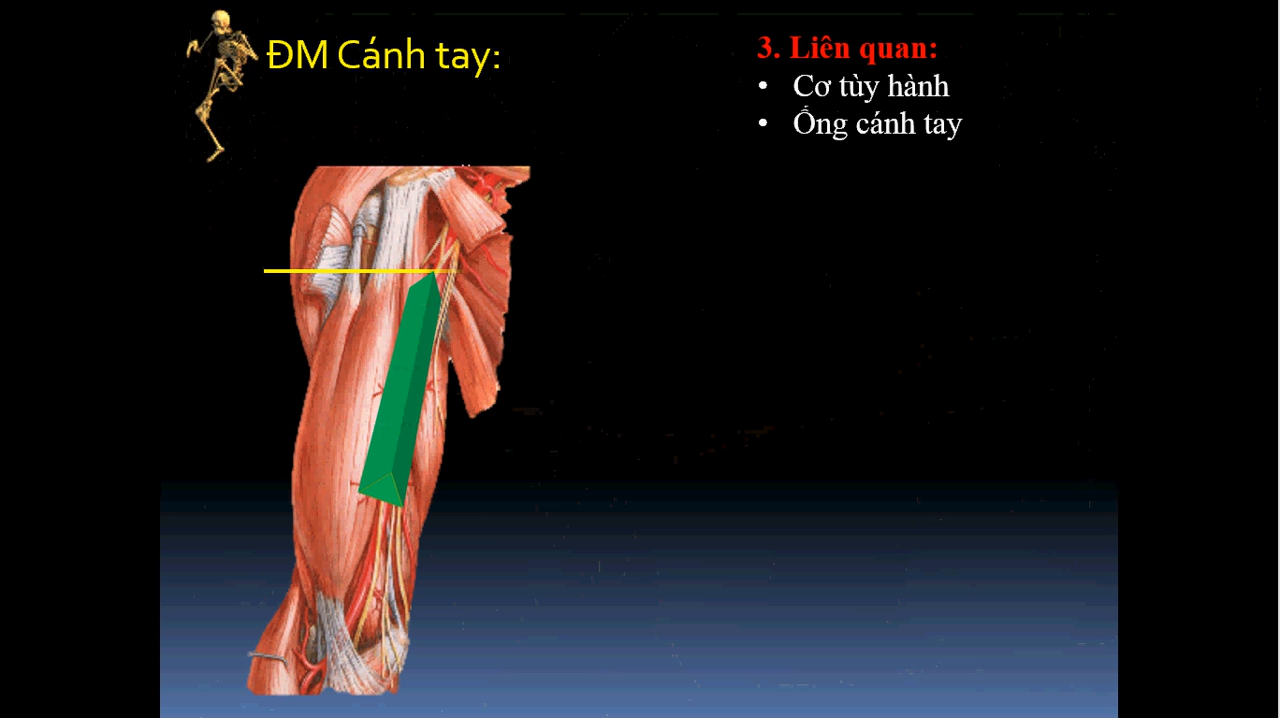 ĐM Cánh tay:
3. Liên quan:
• Cơ tùy hành
• Ống cánh tay